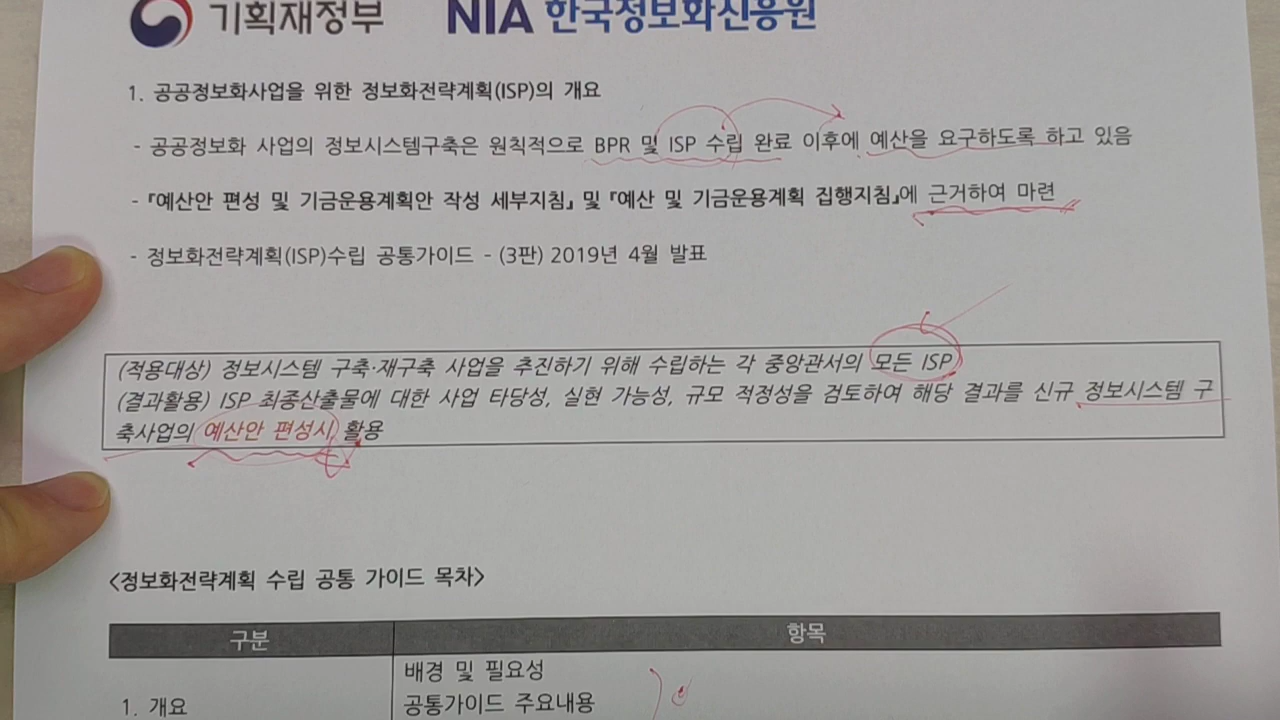 기획재정부 NIA 한국정보화진흥원
1. 공공정보화사업을 위한 정보화전략계획(ISP)의 개요
- 공공정보화 사업의 정보시스템구축은 원칙적으로 BPR 및 ISP 수립 완료 이후에 예산을 요구하도록 하고 있음
- 『예산안 편성 및 기금운용계획안 작성 세부지침』 및 『예산 및 기금운용계획 집행지침』에 근거하여 마련
- 정보화전략계획(ISP)수립 공통가이드 - (3판) 2019년 4월 발표
(적용대상) 정보시스템 구축·재구축 사업을 추진하기 위해 수립하는 각 중앙관서의 모든 ISP
(결과활용) ISP 최종산출물에 대한 사업 타당성, 실현 가능성, 규모 적정성을 검토하여 해당 결과를 신규 정보시스템 구
축사업의 예산안 편성시 활용
<정보화전략계획 수립 공통 가이드 목차>
구분 항목
배경 및 필요성
1. 개요 공통가이드 주요내용